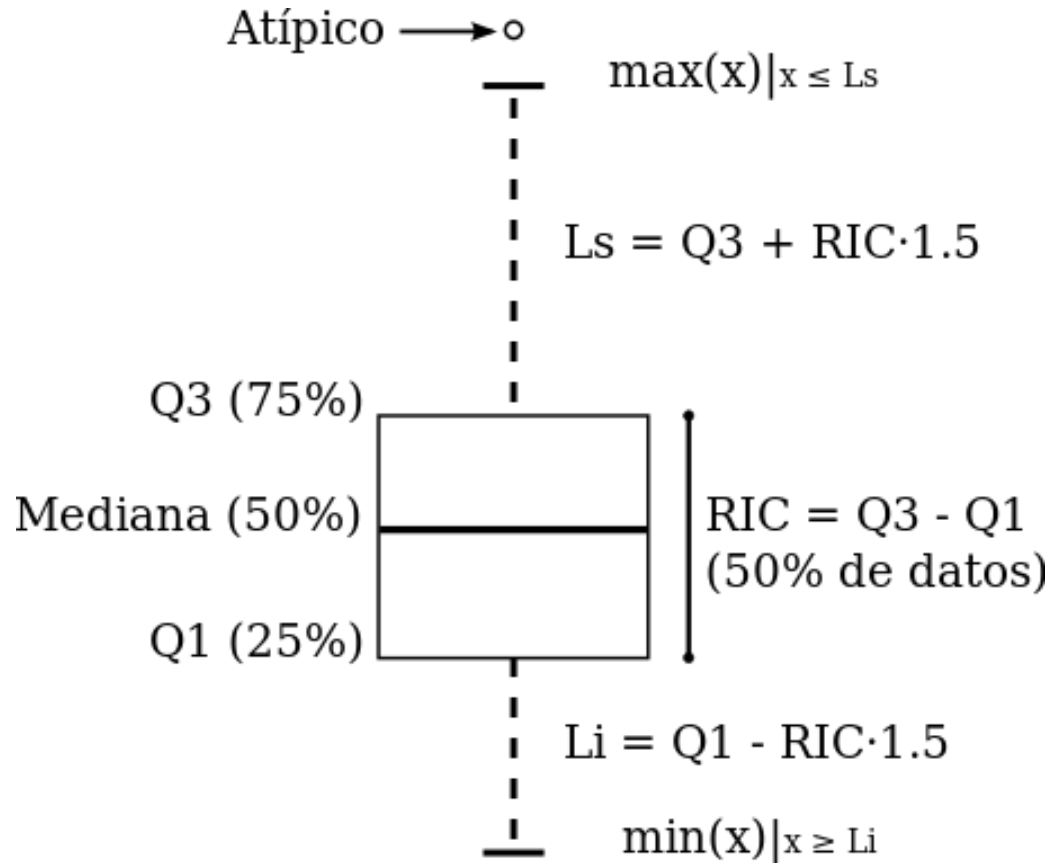 Atípico
max(x)|x ≤ Ls
Ls = Q3 + RIC·1.5
Q3 (75%)
Mediana (50%)
RIC = Q3 - Q1
(50% de datos)
Q1 (25%)
Li = Q1 - RIC·1.5
min(x)|x ≥ Li